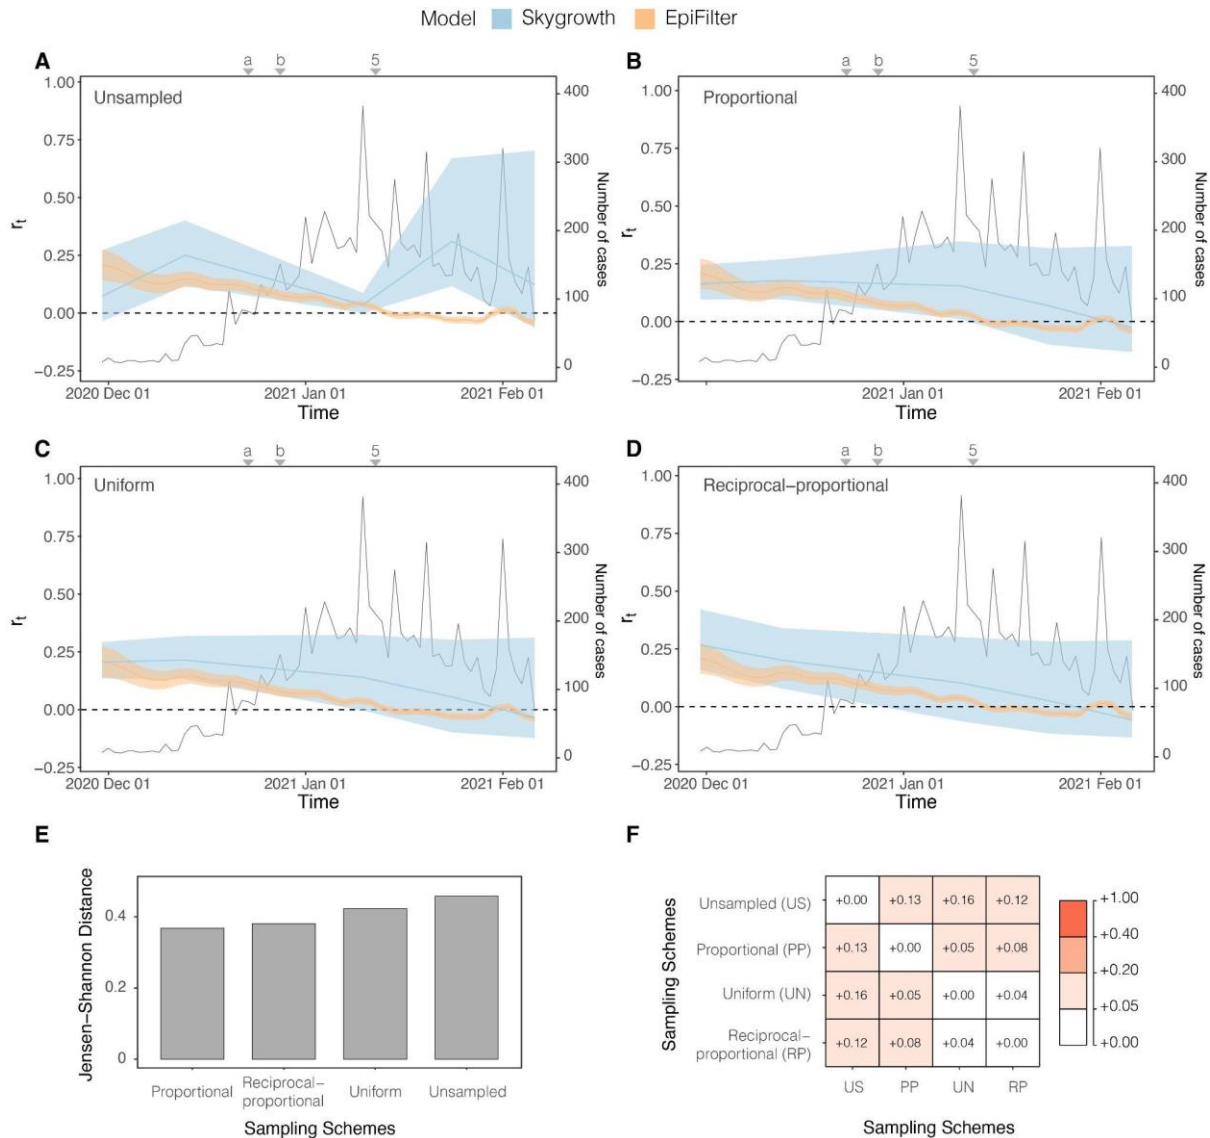 Model Skygrowth EpiFilter
A
a b 5
Unsampled
1.00
0.75
0.50
0.25
0.00
−0.25
rt
400
300
200
100
0
Number of cases
2020 Dec 01 2021 Jan 01 2021 Feb 01
Time
B
a b 5
Proportional
1.00
0.75
0.50
0.25
0.00
−0.25
rt
400
300
200
100
0
Number of cases
2021 Jan 01 2021 Feb 01
Time
C
a b 5
Uniform
1.00
0.75
0.50
0.25
0.00
−0.25
rt
400
300
200
100
0
Number of cases
2020 Dec 01 2021 Jan 01 2021 Feb 01
Time
D
a b 5
Reciprocal−proportional
1.00
0.75
0.50
0.25
0.00
−0.25
rt
400
300
200
100
0
Number of cases
2020 Dec 01 2021 Jan 01 2021 Feb 01
Time
E
Jensen−Shannon Distance
0.4
0.2
0
Proportional Reciprocal− Uniform Unsampled
proportional
Sampling Schemes
F
Sampling Schemes
Unsampled (US) +0.00 +0.13 +0.16 +0.12
Proportional (PP) +0.13 +0.00 +0.05 +0.08
Uniform (UN) +0.16 +0.05 +0.00 +0.04
Reciprocal−
proportional (RP) +0.12 +0.08 +0.04 +0.00
US PP UN RP
Sampling Schemes
+1.00
+0.40
+0.20
+0.05
+0.00